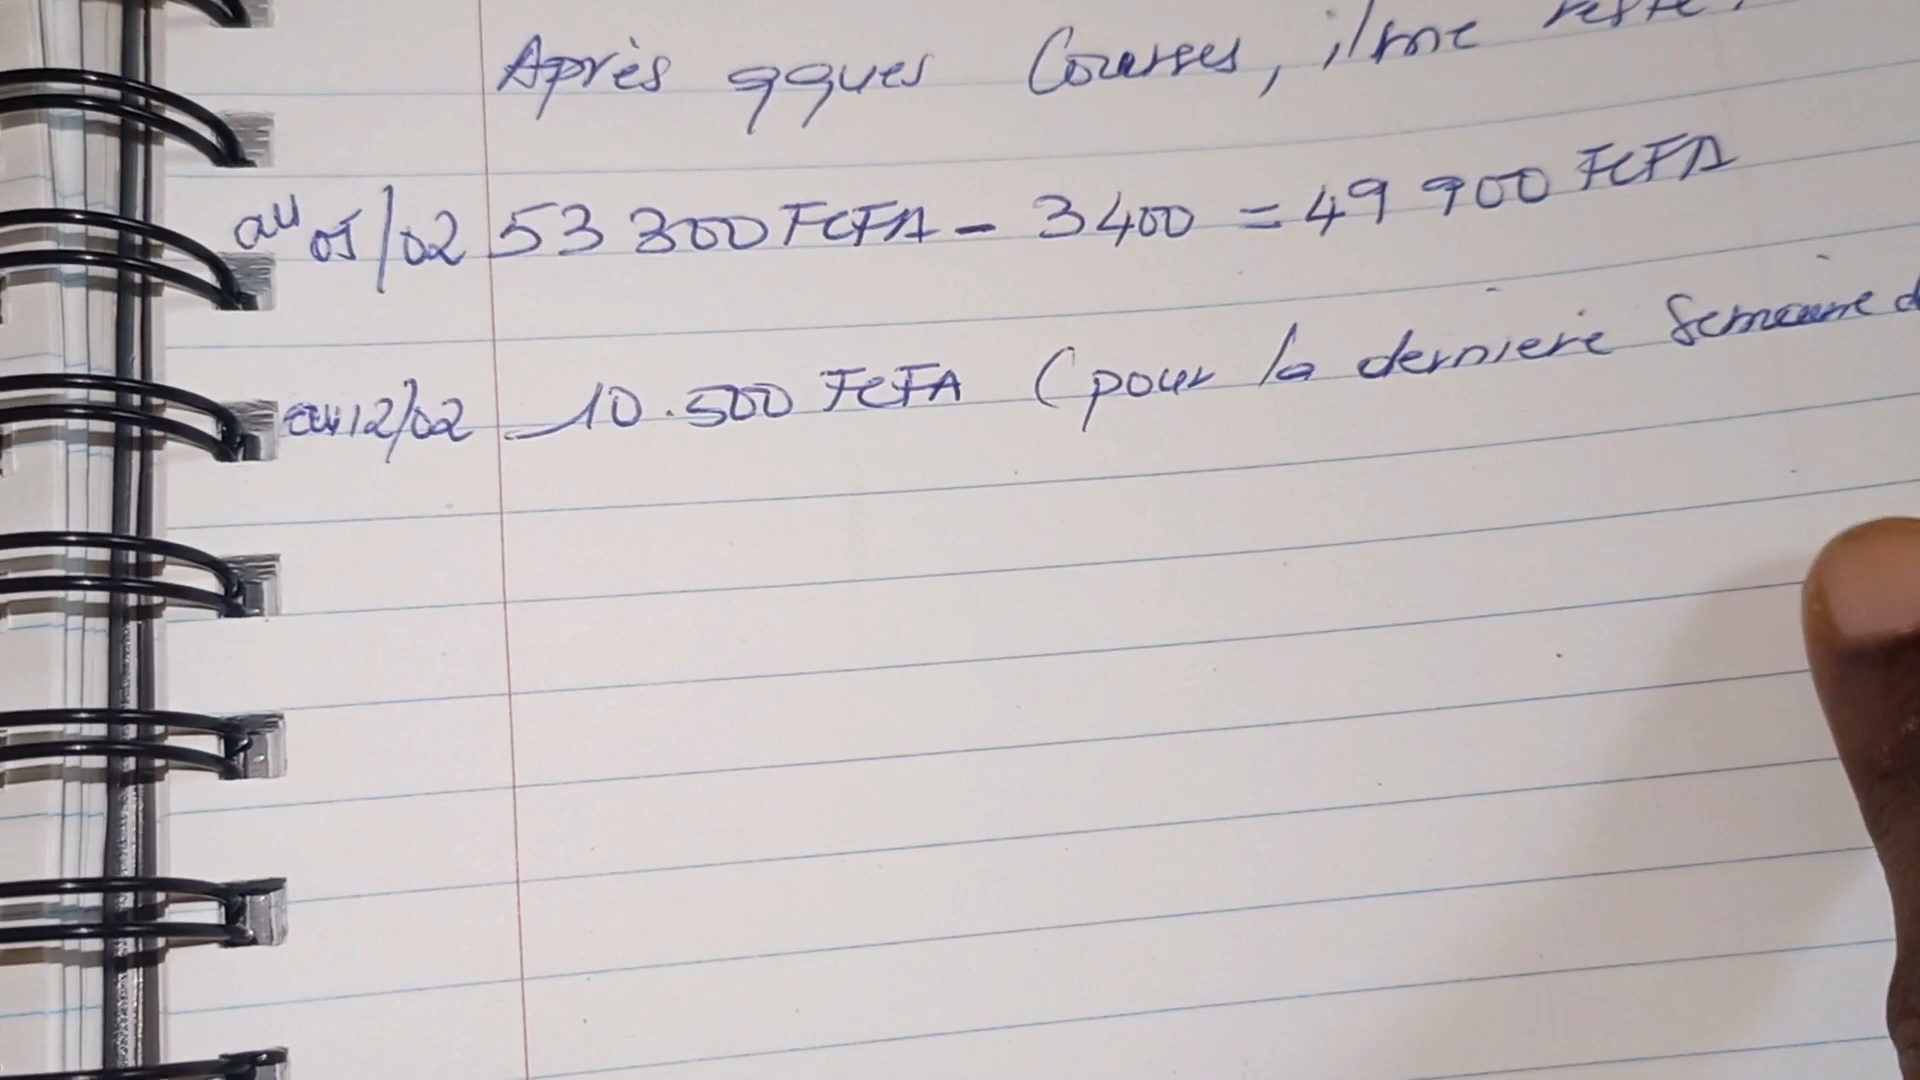 Après qques Courses, il me reste
au 05/02 53 300 FCFA - 3400 = 49 900 FCFA
au 12/02 - 10.500 FCFA (pour la derniere Semaine d